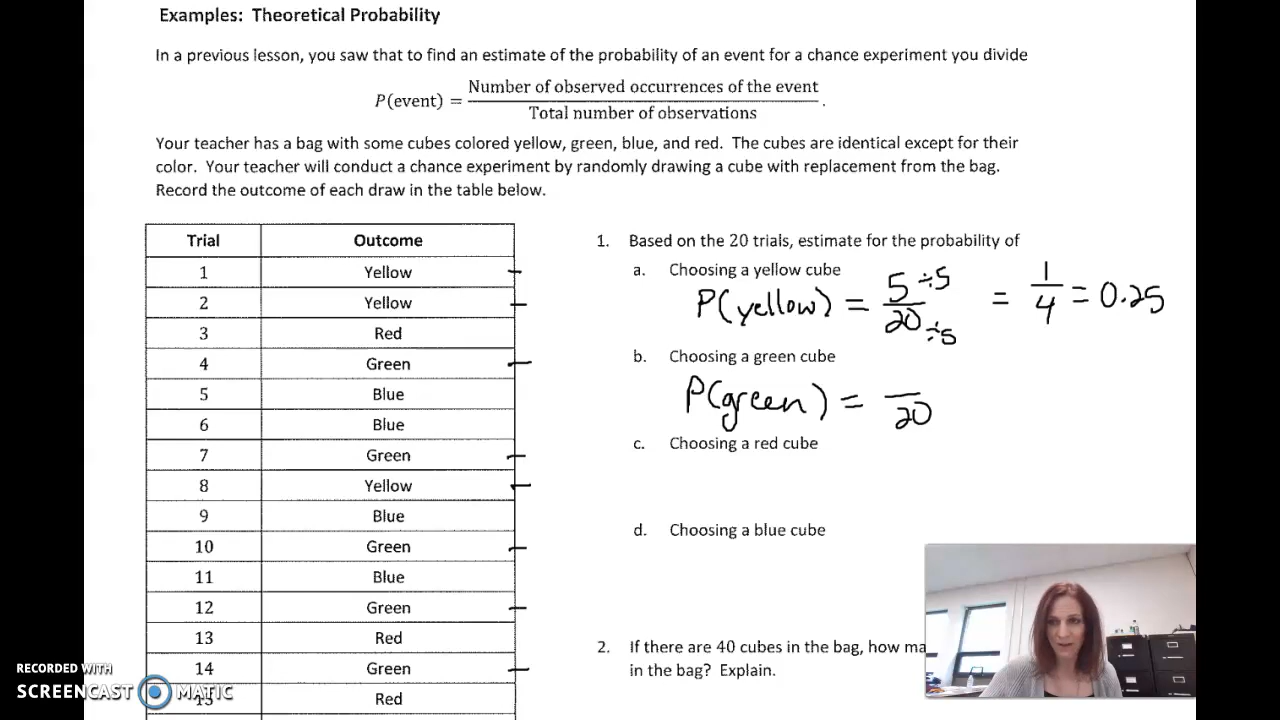 Examples: Theoretical Probability
In a previous lesson, you saw that to find an estimate of the probability of an event for a chance experiment you divide
P(event) = Number of observed occurrences of the event / Total number of observations .
Your teacher has a bag with some cubes colored yellow, green, blue, and red. The cubes are identical except for their
color. Your teacher will conduct a chance experiment by randomly drawing a cube with replacement from the bag.
Record the outcome of each draw in the table below.
Trial Outcome
1 Yellow
2 Yellow
3 Red
4 Green
5 Blue
6 Blue
7 Green
8 Yellow
9 Blue
10 Green
11 Blue
12 Green
13 Red
14 Green
15 Red
1. Based on the 20 trials, estimate for the probability of
a. Choosing a yellow cube
P(yellow) = 5 ÷5 / 20 ÷5 = 1/4 = 0.25
b. Choosing a green cube
P(green) = /20
c. Choosing a red cube
d. Choosing a blue cube
2. If there are 40 cubes in the bag, how
in the bag? Explain.
RECORDED WITH
SCREENCAST MATIC